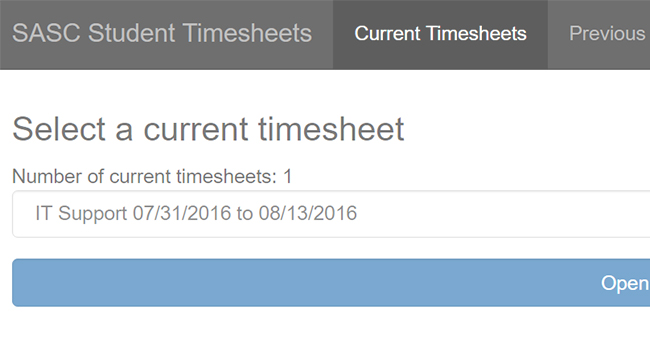 SASC Student Timesheets Current Timesheets Previous
Select a current timesheet
Number of current timesheets: 1
IT Support 07/31/2016 to 08/13/2016
Open